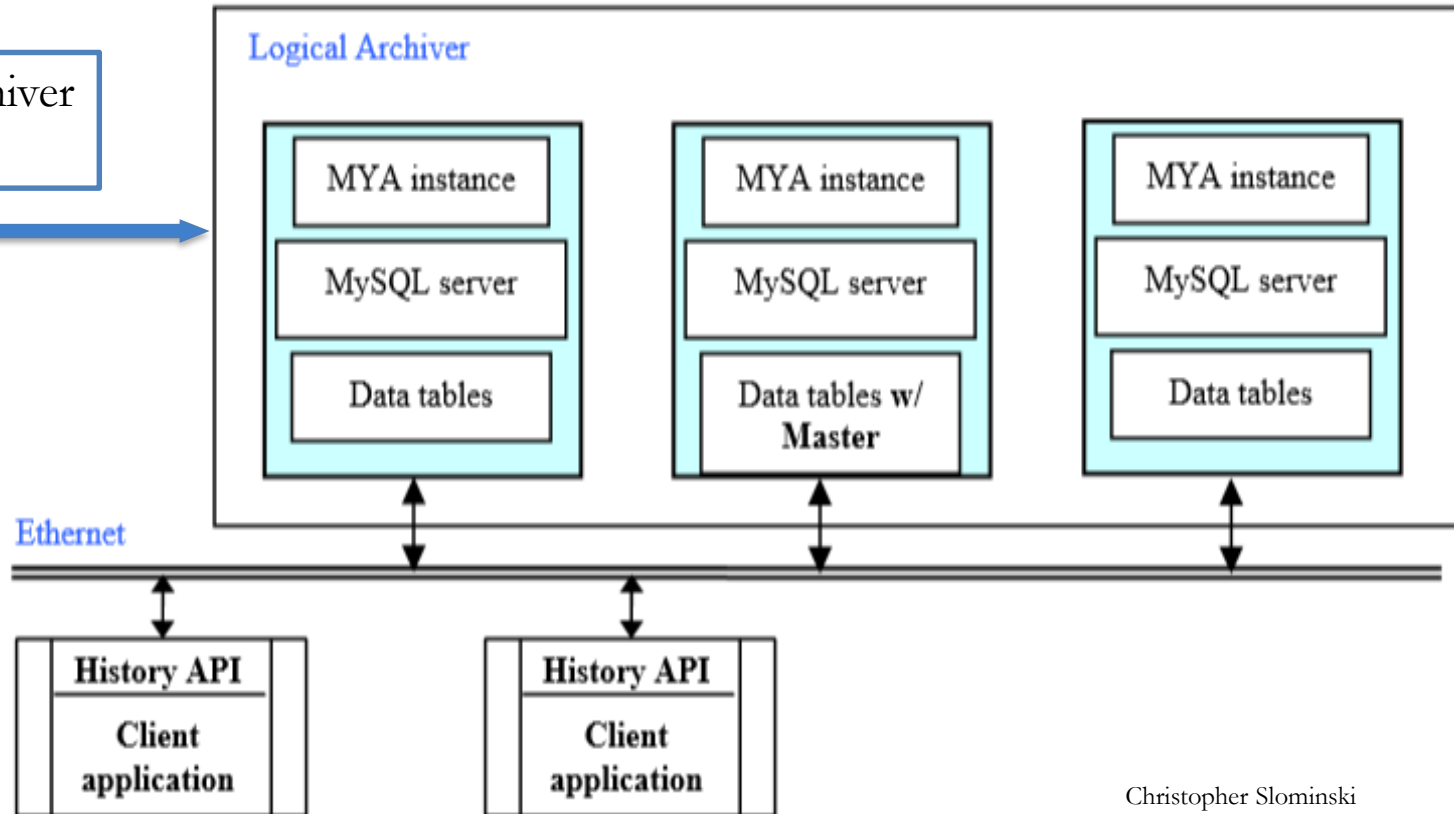 Logical Archiver
MYA instance
MySQL server
Data tables
MYA instance
MySQL server
Data tables w/
Master
MYA instance
MySQL server
Data tables
Ethernet
History API
Client
application
History API
Client
application
Christopher Slominski